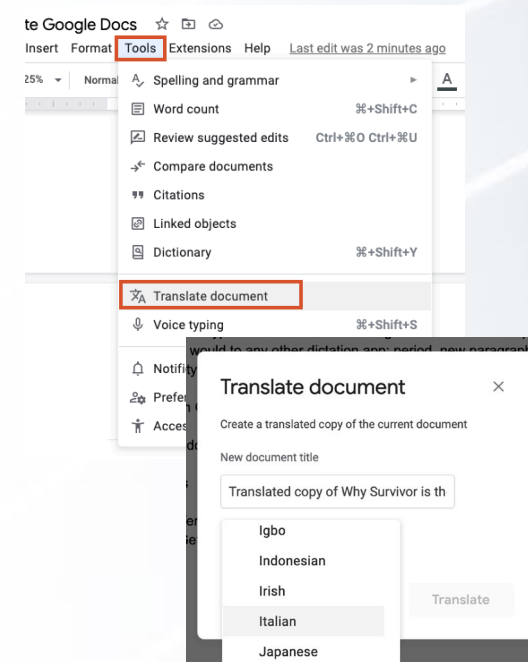 te Google Docs
Insert Format Tools Extensions Help Last edit was 2 minutes ago
25% Normal A
Spelling and grammar
Word count ⌘+Shift+C
Review suggested edits Ctrl+⌘O Ctrl+⌘U
Compare documents
Citations
Linked objects
Dictionary ⌘+Shift+Y
Translate document
Voice typing ⌘+Shift+S
would to any other dictation app: period, new paragraph
Notific
Prefer
Acces
Translate document
Create a translated copy of the current document
New document title
Translated copy of Why Survivor is th
Igbo
Indonesian
Irish
Italian
Translate
Japanese